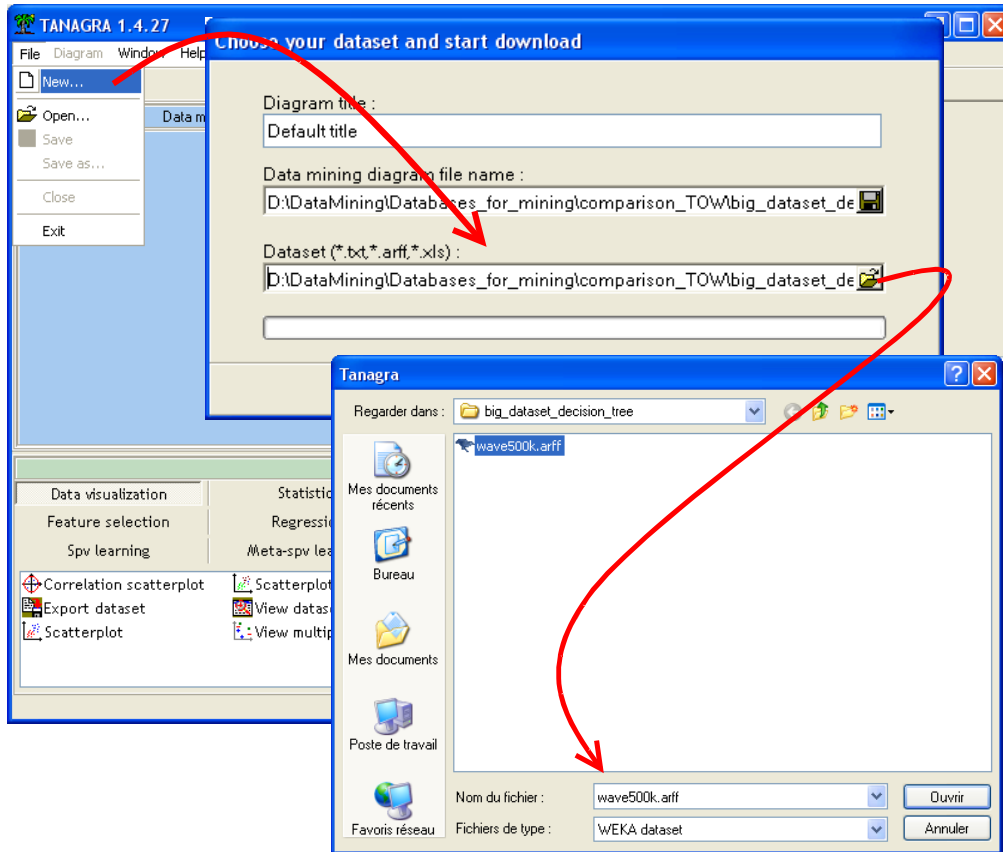 TANAGRA 1.4.27
File Diagram Window Help
New...
Open...
Save
Save as...
Close
Exit
Data m
Choose your dataset and start download
Diagram title :
Default title
Data mining diagram file name :
D:\DataMining\Databases_for_mining\comparison_TOW\big_dataset_de
Dataset (*.txt,*.arff,*.xls) :
D:\DataMining\Databases_for_mining\comparison_TOW\big_dataset_de
Data visualization
Statistic
Feature selection
Regressio
Spv learning
Meta-spv lea
Correlation scatterplot
Scatterplot
Export dataset
View datase
Scatterplot
View multip
Tanagra
Regarder dans :
big_dataset_decision_tree
wave500k.arff
Mes documents
récents
Bureau
Mes documents
Poste de travail
Favoris réseau
Nom du fichier :
wave500k.arff
Ouvrir
Fichiers de type :
WEKA dataset
Annuler